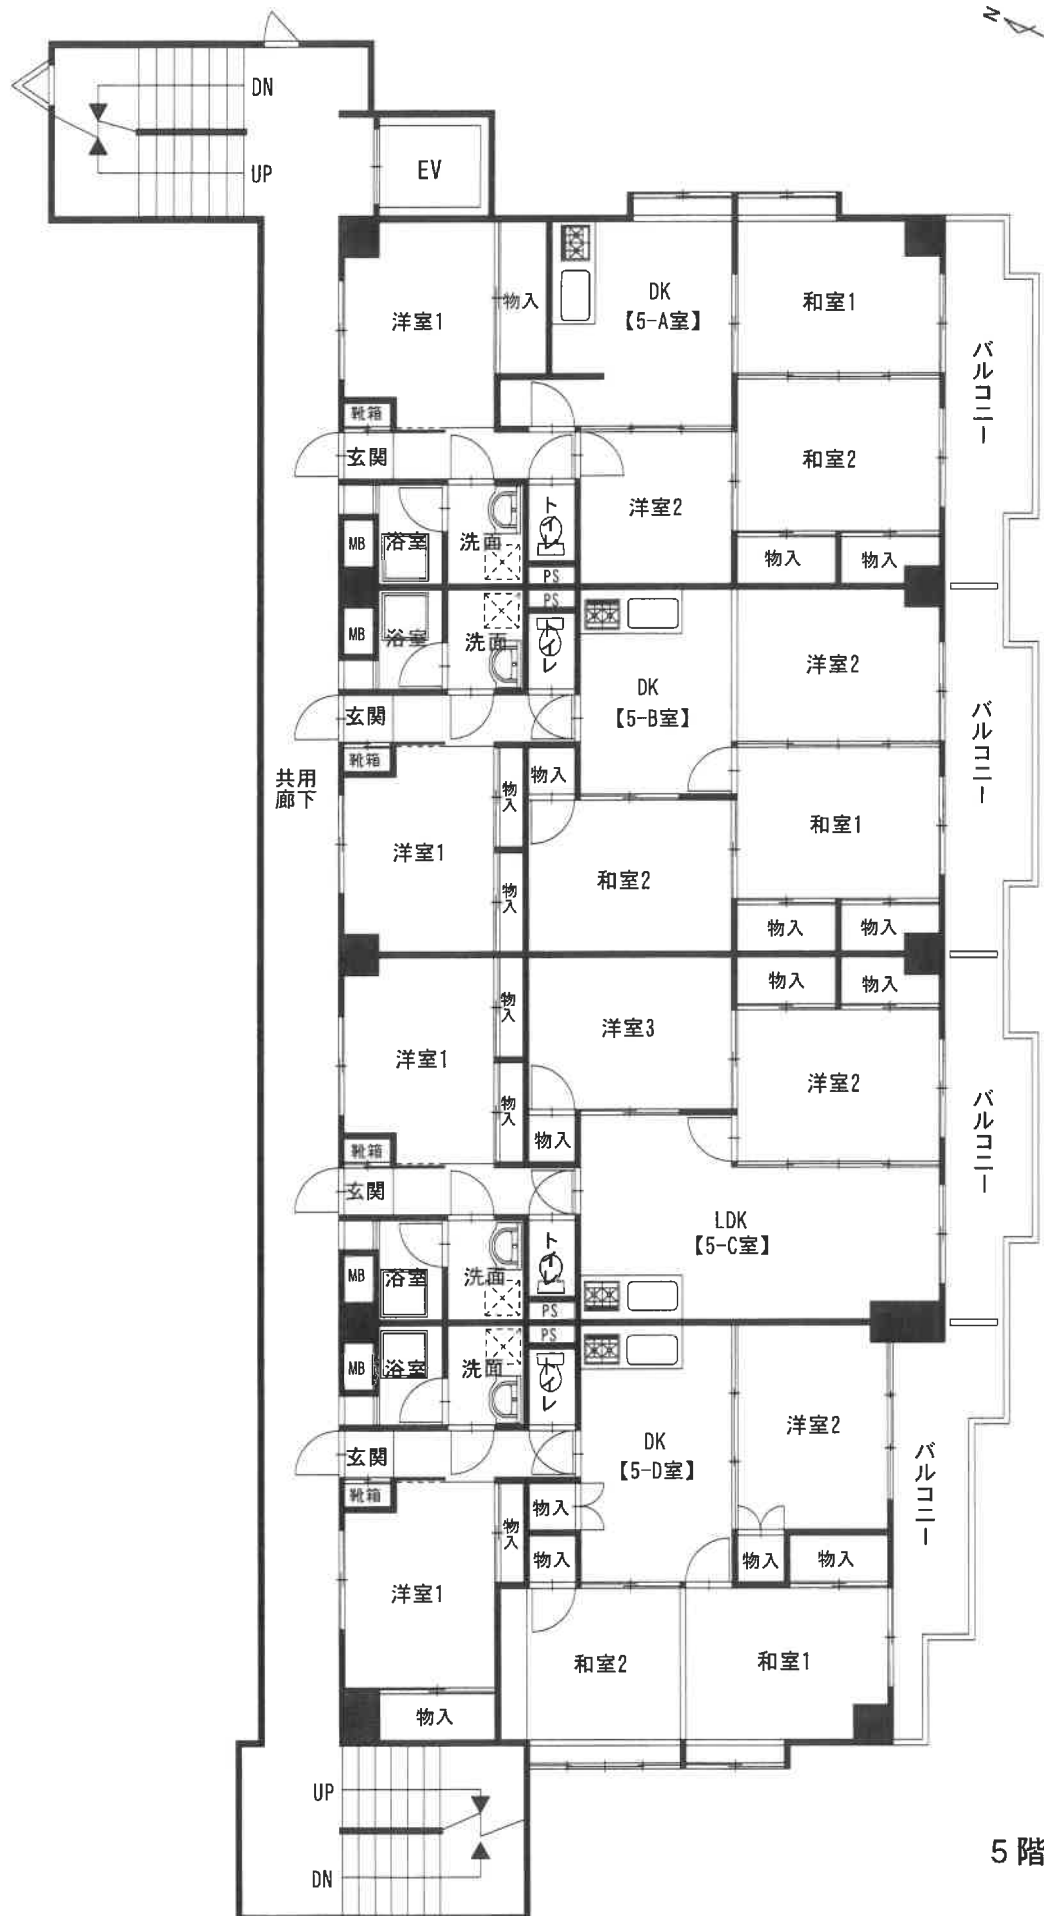 N
DN
UP
EV
洋室1
物入
DK
【5-A室】
和室1
バルコニー
靴箱
玄関
洋室2
和室2
MB
浴室
洗面
トイレ
PS
物入
物入
MB
浴室
洗面
PS
トイレ
DK
【5-B室】
洋室2
バルコニー
玄関
靴箱
共用
廊下
洋室1
物入
物入
物入
和室2
和室1
物入
物入
洋室1
物入
物入
洋室3
物入
物入
物入
洋室2
バルコニー
靴箱
玄関
LDK
【5-C室】
MB
浴室
洗面
トイレ
PS
MB
浴室
洗面
PS
トイレ
DK
【5-D室】
洋室2
バルコニー
玄関
靴箱
洋室1
物入
物入
物入
物入
物入
和室2
和室1
物入
UP
DN
5階